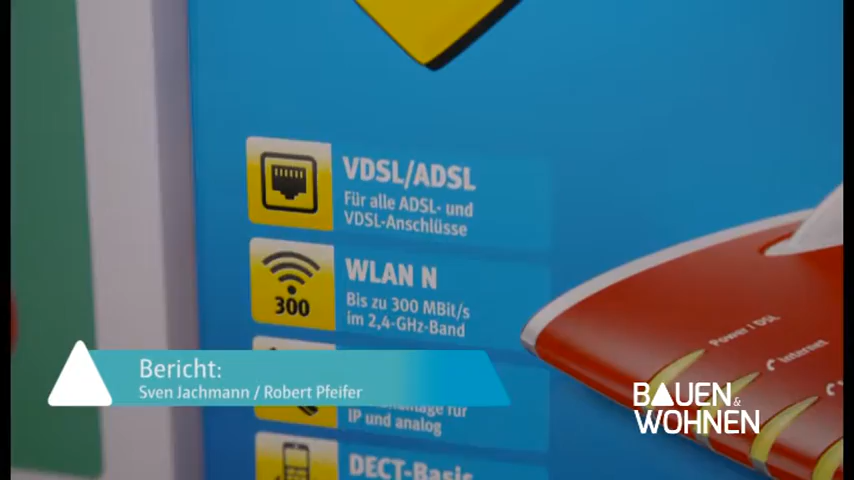 VDSL/ADSL
Für alle ADSL- und
VDSL-Anschlüsse
WLAN N
300
Bis zu 300 MBit/s
im 2,4-GHz-Band
für
IP und analog
DECT-Basis
Power / DSL
Internet
Bericht:
Sven Jachmann / Robert Pfeifer
BAUEN &
WOHNEN